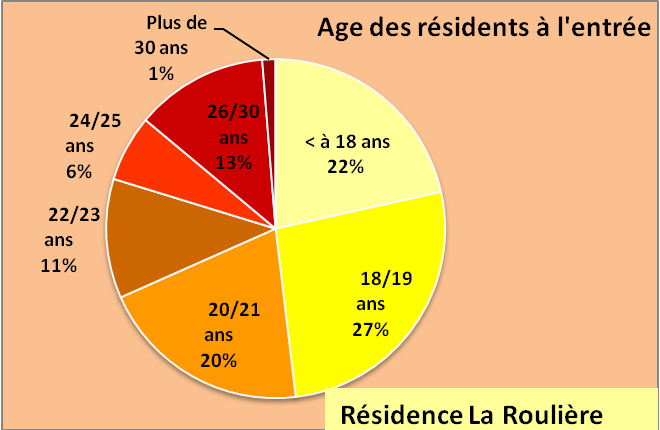 Age des résidents à l'entrée
Plus de
30 ans
1%
< à 18 ans
22%
18/19
ans
27%
20/21
ans
20%
22/23
ans
11%
24/25
ans
6%
26/30
ans
13%
Résidence La Roulière